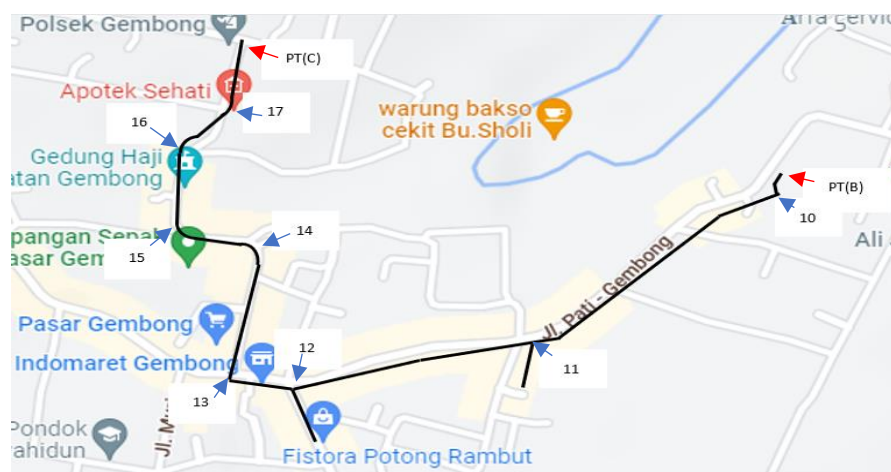 Polsek Gembong
PT(C)
Apotek Sehati
17
16
warung bakso
cekit Bu.Sholi
Gedung Haji
atan Gembong
PT(B)
10
14
pangan Sepak
asar Gem
15
Ali
Jl. Pati - Gembong
Pasar Gembong
12
Indomaret Gembong
11
13
Pondok
ahidun
Fistora Potong Rambut